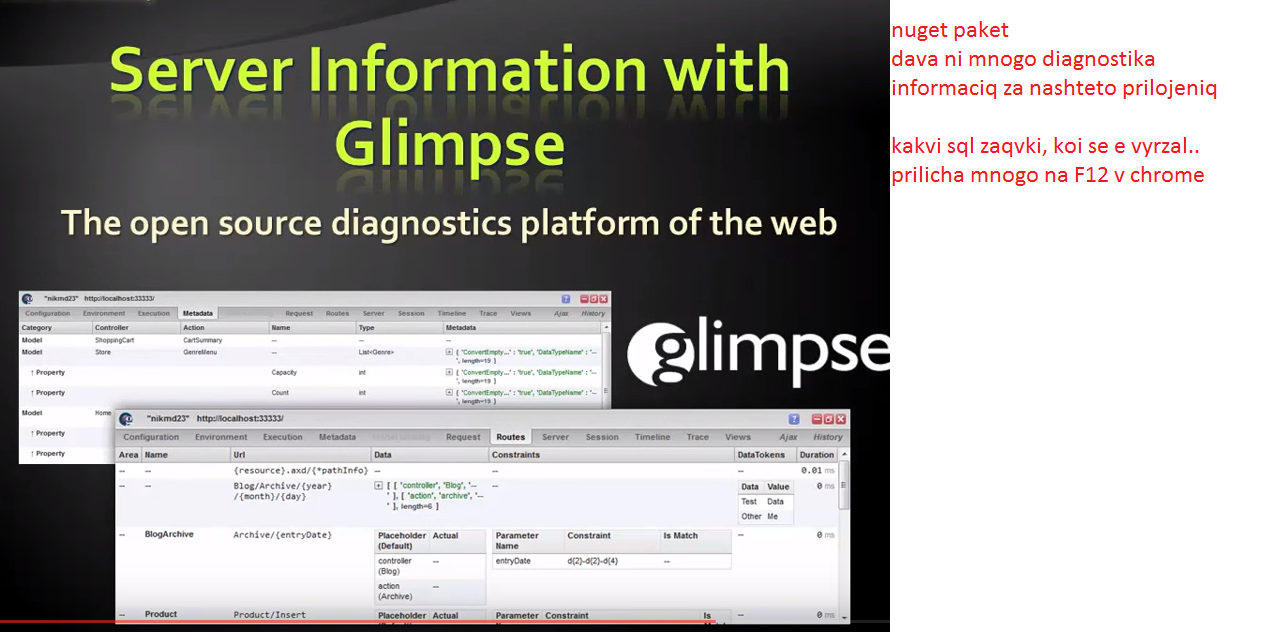 Server Information with
Glimpse
The open source diagnostics platform of the web
nuget paket
dava ni mnogo diagnostika
informaciq za nashteto prilojeniq
kakvi sql zaqvki, koi se e vyrzal..
prilicha mnogo na F12 v chrome
glimpse
"nikmd23" http://localhost:33333/
Configuration Environment Execution Metadata Request Routes Server Session Timeline Trace Views Ajax History
Category Controller Action Name Type Metadata
Model ShoppingCart CartSummary -- -- --
Model Store GenreMenu -- List<Genre> [ { 'ConvertEmpty...' : 'true', 'DataTypeName' : '--
', length=19 ]
↑ Property Capacity int [ { 'ConvertEmpty...' : 'true', 'DataTypeName' : '--
', length=19 ]
↑ Property Count int [ { 'ConvertEmpty...' : 'true', 'DataTypeName' : '--
', length=19 ]
Model Home
↑ Property
↑ Property
"nikmd23" http://localhost:33333/
Configuration Environment Execution Metadata Request Routes Server Session Timeline Trace Views Ajax History
Area Name Url Data Constraints DataTokens Duration
-- -- {resource}.axd/{*pathInfo} -- -- -- 0.01 ms
-- -- Blog/Archive/{year} [ [ 'controller', 'Blog', '-- -- Data Value 0 ms
/{month}/{day} ' ], [ 'action', 'archive', '-- Test Data
' ], length=6 ] Other Me
-- BlogArchive Archive/{entryDate} Placeholder Actual Parameter Constraint Is Match -- 0 ms
(Default) Name
controller -- entryDate d{2}-d{2}-d{4} --
(Blog)
action --
(Archive)
-- Product Product/Insert Placeholder Actual Parameter Constraint Is -- 0 ms